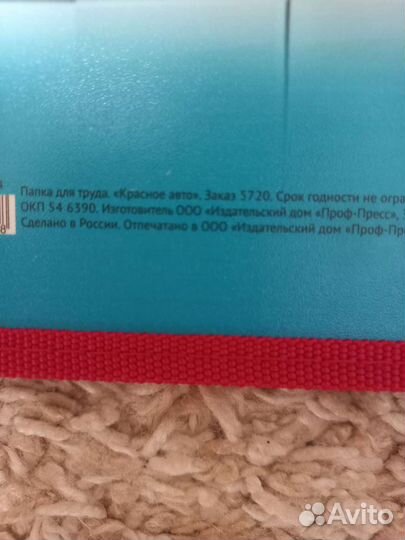 Папка для труда. «Красное авто». Заказ 5720. Срок годности не огра
ОКП 54 6390. Изготовитель ООО «Издательский дом «Проф-Пресс»,
Сделано в России. Отпечатано в ООО «Издательский дом «Проф-Пре
8
Avito